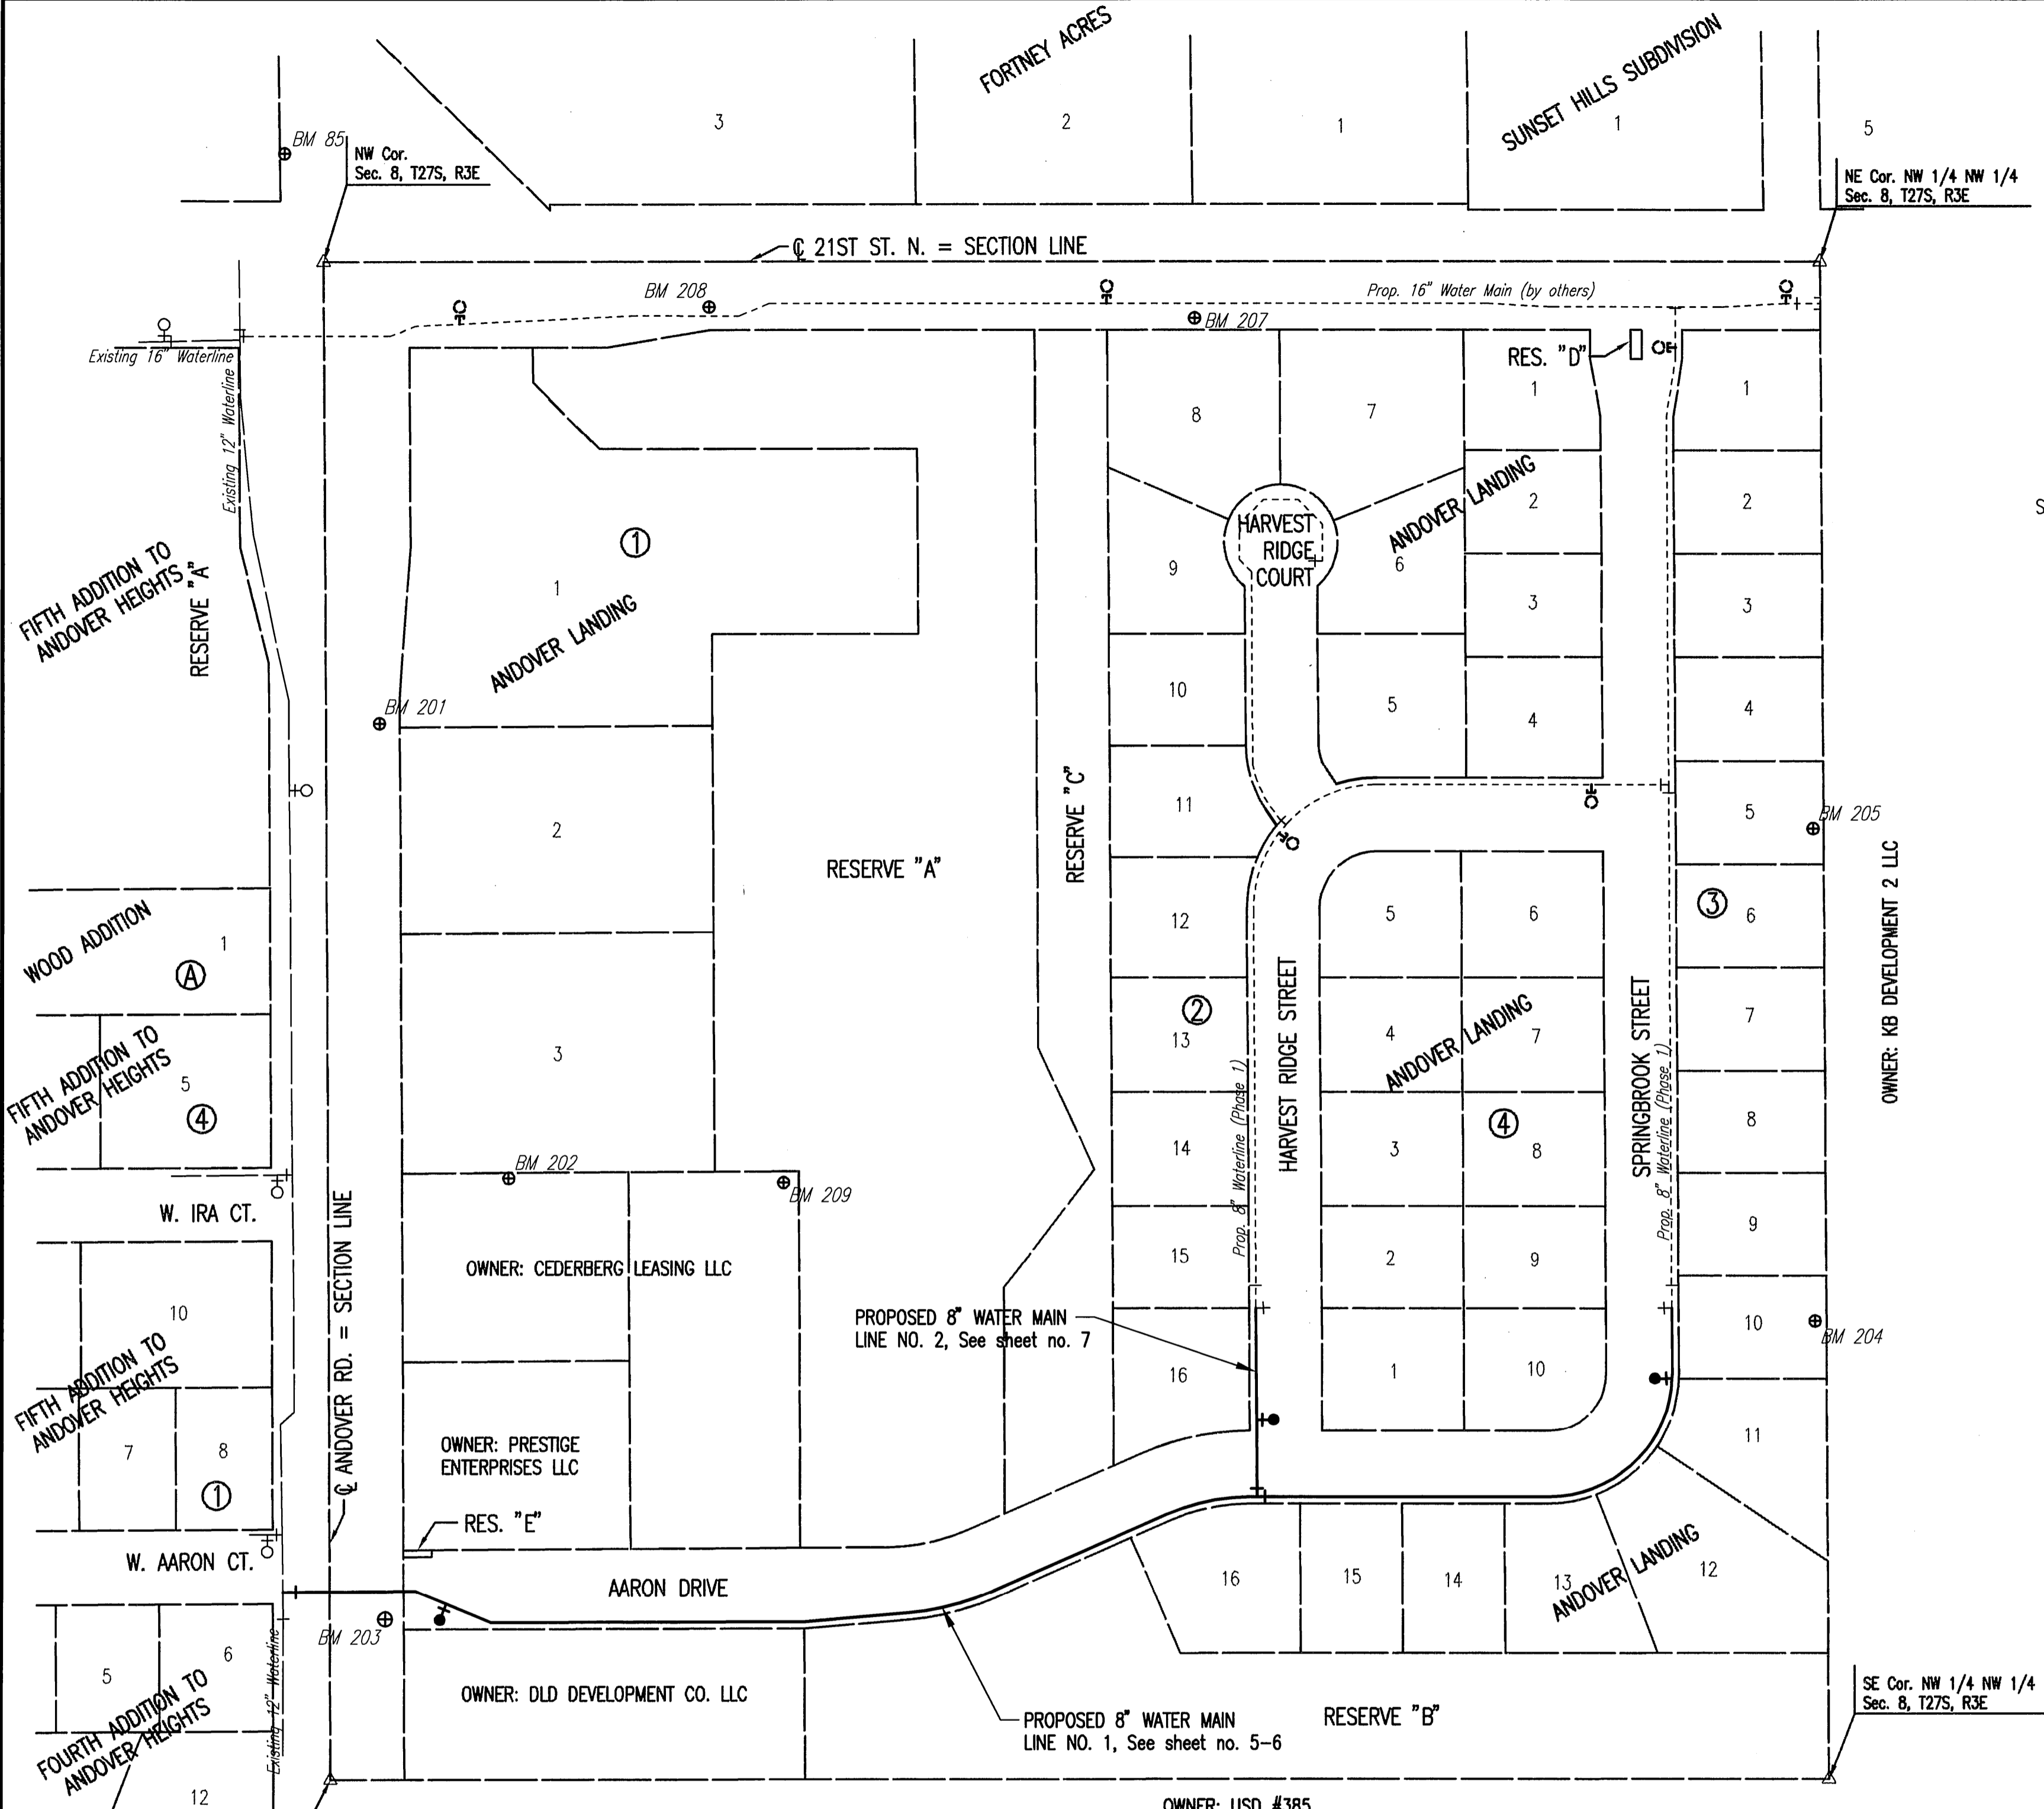 FORTNEY ACRES
SUNSET HILLS SUBDIVISION
3
2
1
1
5
BM 85
NW Cor.
Sec. 8, T27S, R3E
NE Cor. NW 1/4 NW 1/4
Sec. 8, T27S, R3E
℄ 21ST ST. N. = SECTION LINE
BM 208
Prop. 16" Water Main (by others)
BM 207
Existing 16" Waterline
Existing 12" Waterline
RES. "D"
8
7
1
1
ANDOVER LANDING
2
2
S
HARVEST
RIDGE
COURT
1
1
ANDOVER LANDING
9
6
3
3
FIFTH ADDITION TO
ANDOVER HEIGHTS
RESERVE "A"
10
5
4
4
BM 201
2
RESERVE "A"
RESERVE "C"
11
5
BM 205
OWNER: KB DEVELOPMENT 2 LLC
WOOD ADDITION
1
A
12
5
6
3
6
3
2
13
HARVEST RIDGE STREET
4
ANDOVER LANDING
7
SPRINGBROOK STREET
7
Prop. 8" Waterline (Phase 1)
Prop. 8" Waterline (Phase 1)
FIFTH ADDITION TO
ANDOVER HEIGHTS
5
4
14
3
4
8
8
BM 202
BM 209
W. IRA CT.
℄ ANDOVER RD. = SECTION LINE
OWNER: CEDERBERG LEASING LLC
15
2
9
9
10
PROPOSED 8" WATER MAIN
LINE NO. 2, See sheet no. 7
16
1
10
10
BM 204
FIFTH ADDITION TO
ANDOVER HEIGHTS
7
8
1
OWNER: PRESTIGE
ENTERPRISES LLC
11
RES. "E"
W. AARON CT.
AARON DRIVE
16
15
14
13
ANDOVER LANDING
12
BM 203
5
6
Existing 12" Waterline
FOURTH ADDITION TO
ANDOVER HEIGHTS
12
OWNER: DLD DEVELOPMENT CO. LLC
PROPOSED 8" WATER MAIN
LINE NO. 1, See sheet no. 5-6
RESERVE "B"
SE Cor. NW 1/4 NW 1/4
Sec. 8, T27S, R3E
OWNER: USD #385